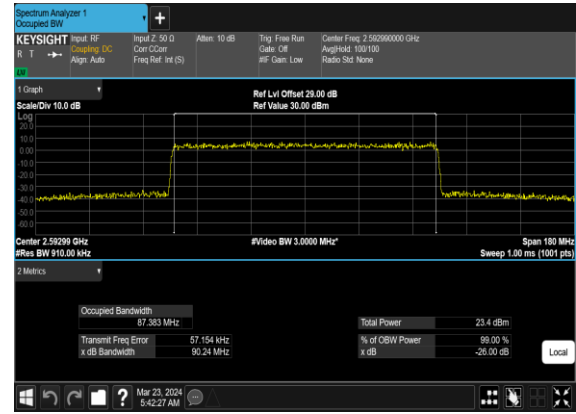 Spectrum Analyzer 1
Occupied BW
+
KEYSIGHT Input: RF Input Z: 50 Ω Atten: 10 dB Trig: Free Run Center Freq: 2.592990000 GHz
R T Coupling: DC Corr CCorr Gate: Off Avg|Hold: 100/100
Align: Auto Freq Ref: Int (S) #IF Gain: Low Radio Std: None
LW
1 Graph
Ref Lvl Offset 29.00 dB
Scale/Div 10.0 dB Ref Value 30.00 dBm
Log
20.0
10.0
0.00
-10.0
-20.0
-30.0
-40.0
-50.0
-60.0
Center 2.59299 GHz #Video BW 3.0000 MHz* Span 180 MHz
#Res BW 910.00 kHz Sweep 1.00 ms (1001 pts)
2 Metrics
Occupied Bandwidth
87.383 MHz Total Power 23.4 dBm
Transmit Freq Error 57.154 kHz % of OBW Power 99.00 %
x dB Bandwidth 90.24 MHz x dB -26.00 dB
Local
? Mar 23, 2024
5:42:27 AM